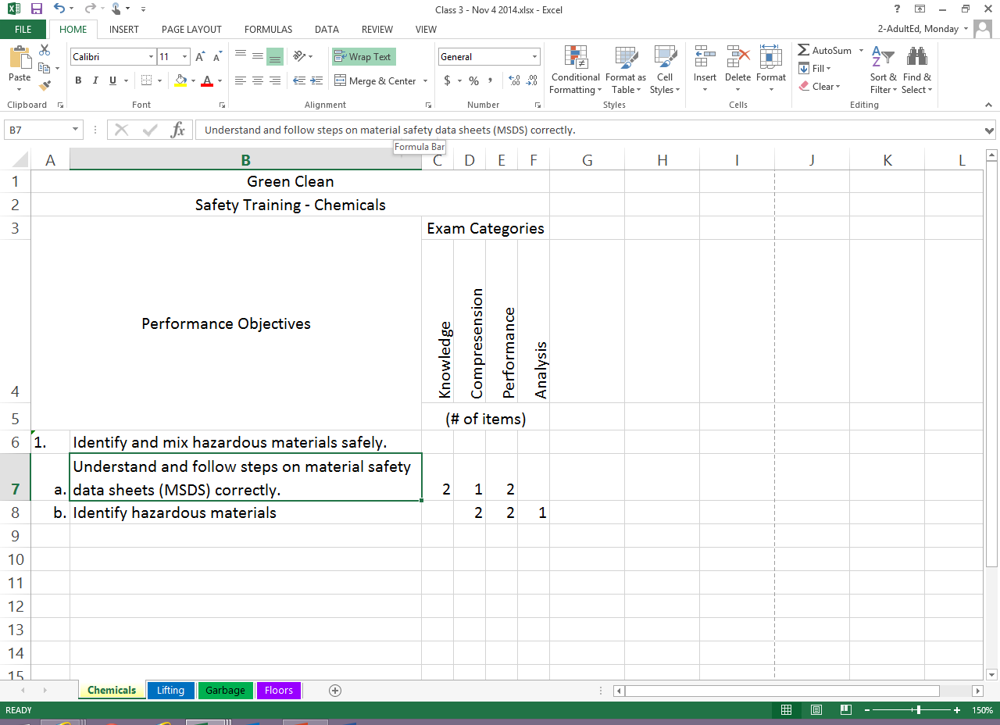 Class 3 - Nov 4 2014.xlsx - Excel
?
FILE HOME INSERT PAGE LAYOUT FORMULAS DATA REVIEW VIEW
2-AdultEd, Monday
Paste
Clipboard
Calibri 11
B I U
Font
Wrap Text
Merge & Center
Alignment
General
$ % ,
Number
Conditional Formatting
Format as Table
Cell Styles
Styles
Insert Delete Format
Cells
AutoSum
Fill
Clear
Sort & Filter
Find & Select
Editing
B7
fx
Understand and follow steps on material safety data sheets (MSDS) correctly.
Formula Bar
A B C D E F G H I J K L
1 Green Clean
2 Safety Training - Chemicals
3 Exam Categories
4 Performance Objectives Knowledge Compresension Performance Analysis
5 (# of items)
6 1. Identify and mix hazardous materials safely.
Understand and follow steps on material safety
7 a. data sheets (MSDS) correctly. 2 1 2
8 b. Identify hazardous materials 2 2 1
9
10
11
12
13
14
15
Chemicals Lifting Garbage Floors
READY
150%